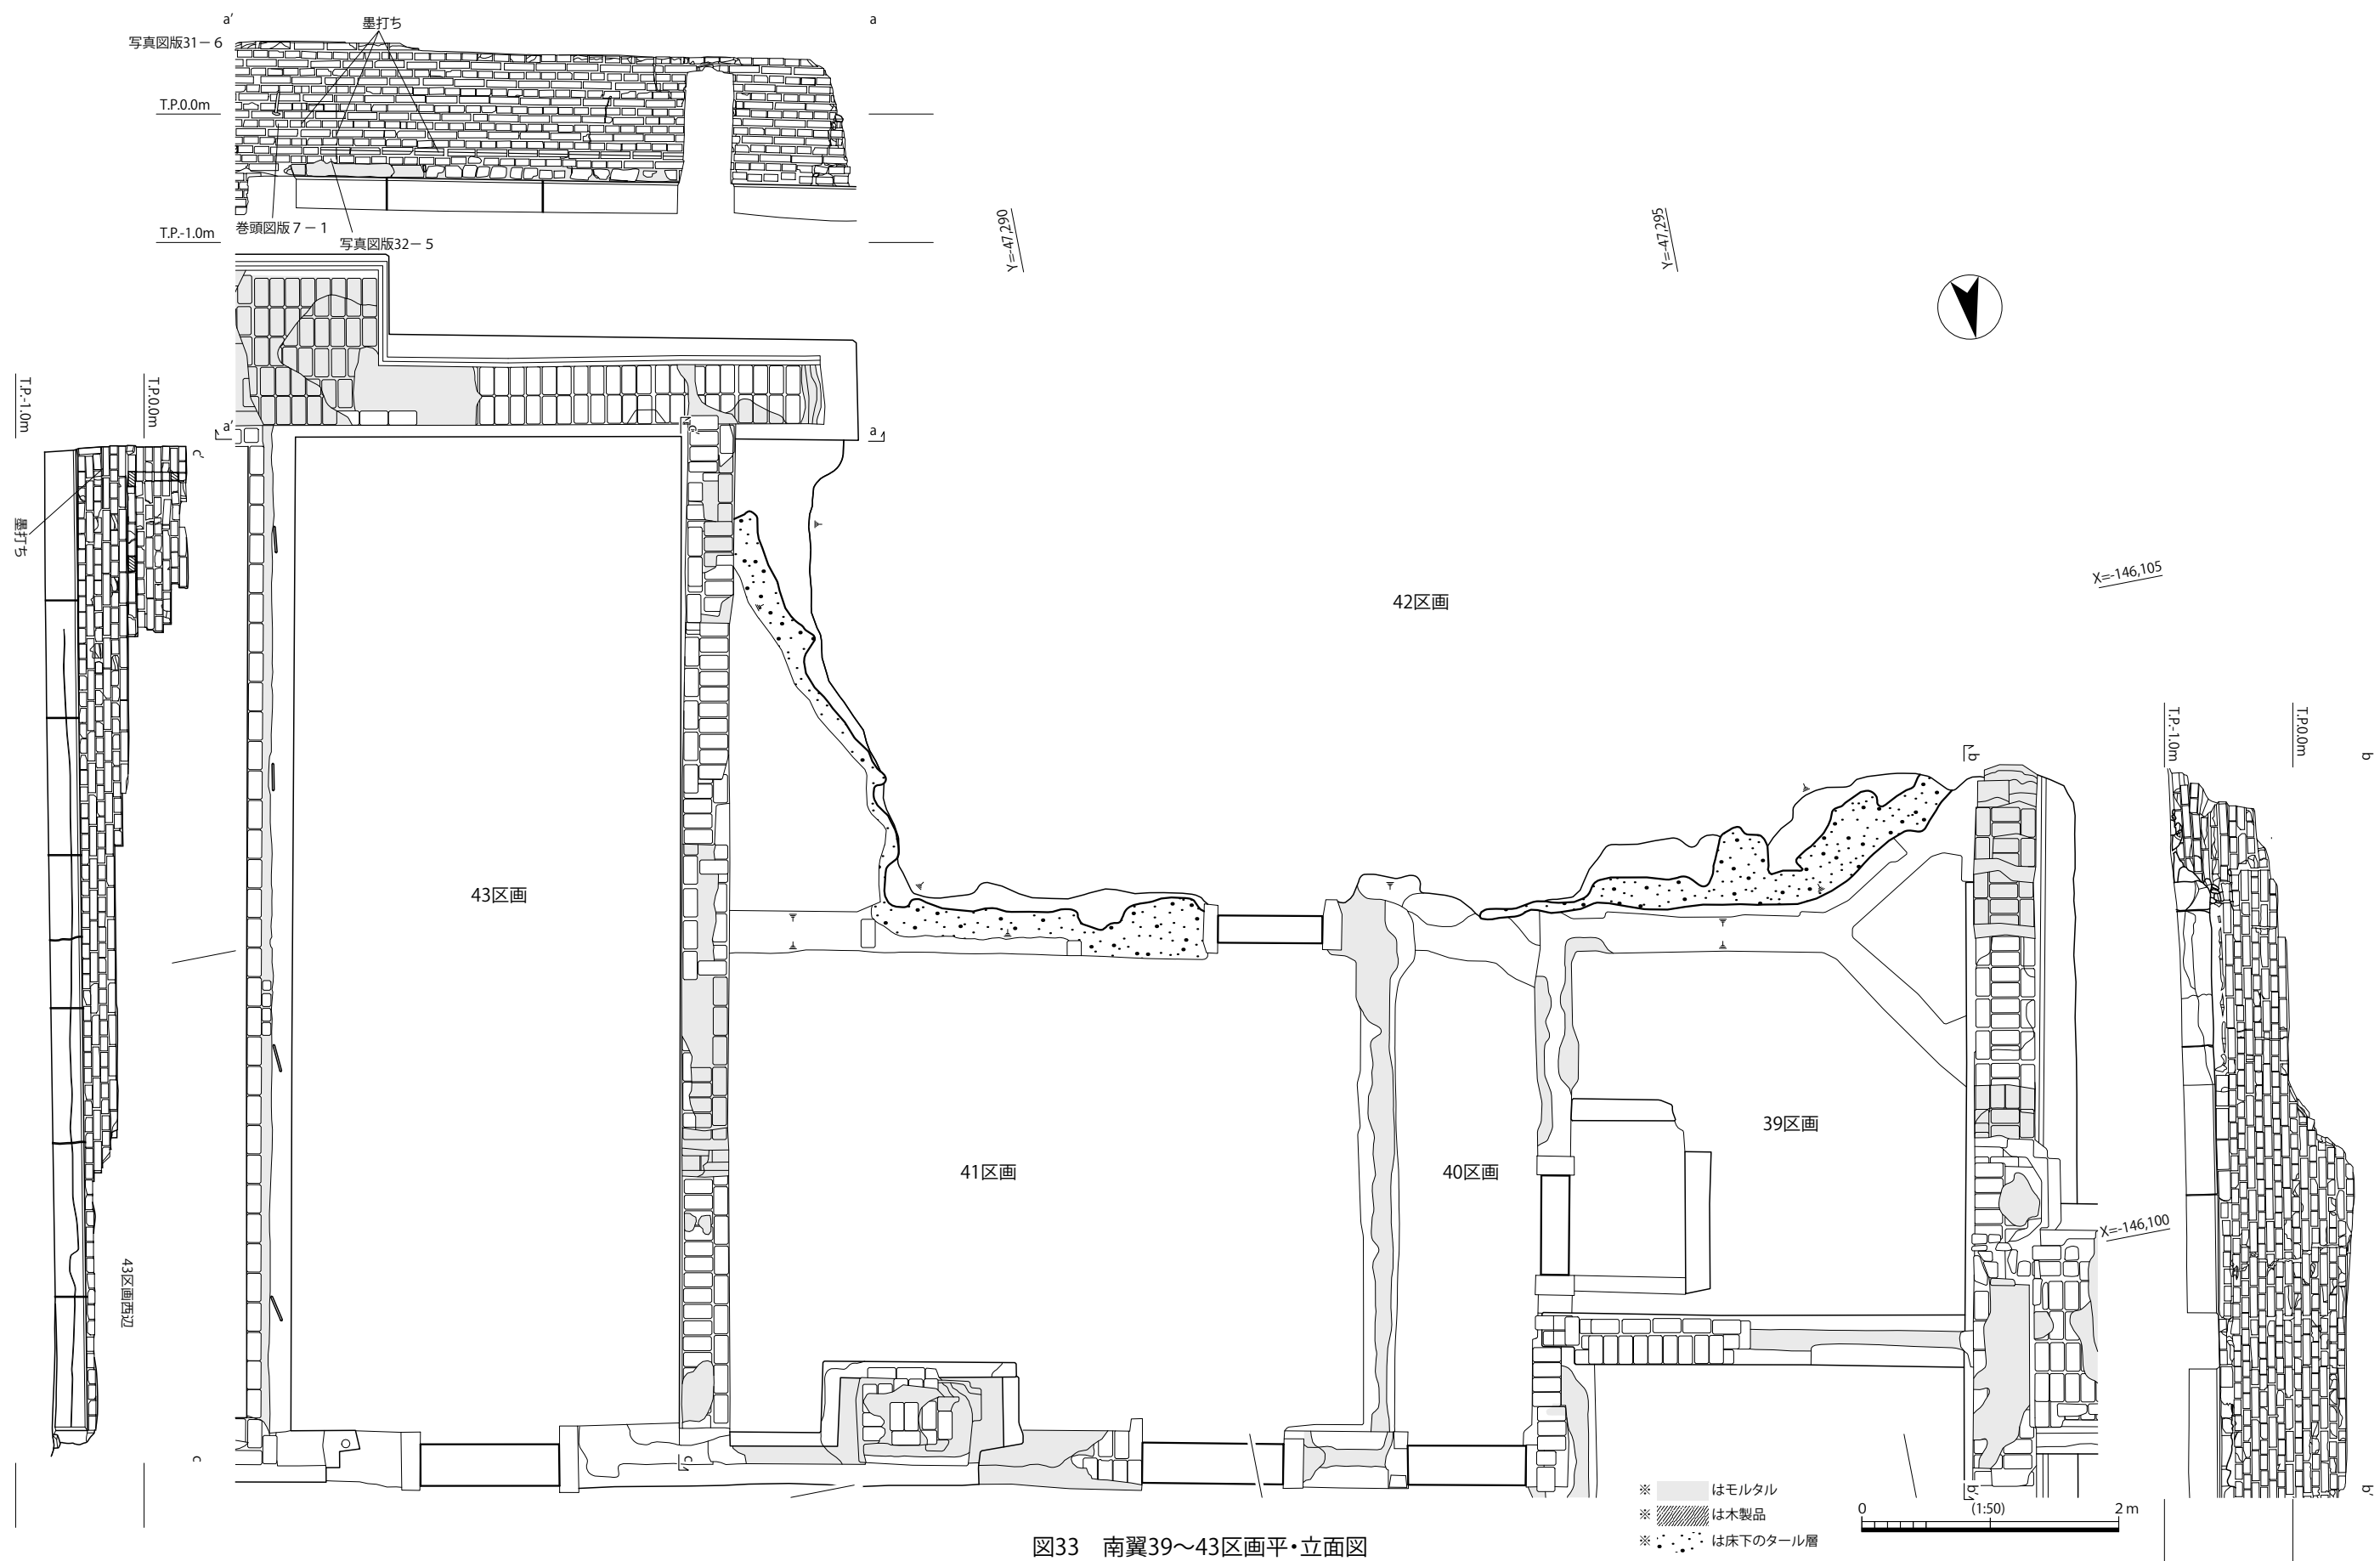 a'
墨打ち
a
写真図版31－6
T.P.0.0m
巻頭図版7－1
T.P.-1.0m
写真図版32－5
Y=-47,290
Y=-47,295
T.P.-1.0m
T.P.0.0m
a'
a
c'
c'
墨打ち
42区画
X=-146,105
T.P.-1.0m
T.P.0.0m
b
b
43区画
39区画
41区画
40区画
X=-146,100
43区画西辺
c
c
b'
b'
※ はモルタル
※ は木製品
※ は床下のタール層
0 (1:50) 2 m
図33　南翼39～43区画平・立面図